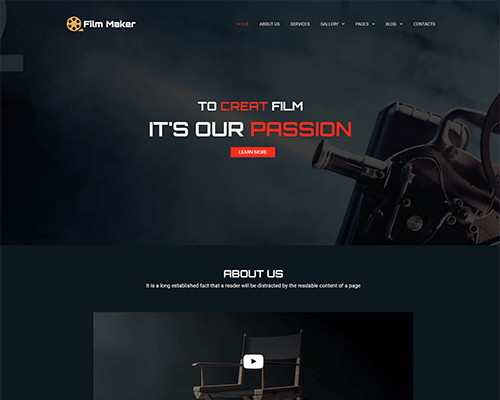 Film Maker
HOME ABOUT US SERVICES GALLERY PAGES BLOG CONTACTS
TO CREAT FILM
IT'S OUR PASSION
LEARN MORE
ABOUT US
It is a long established fact that a reader will be distracted by the readable content of a page